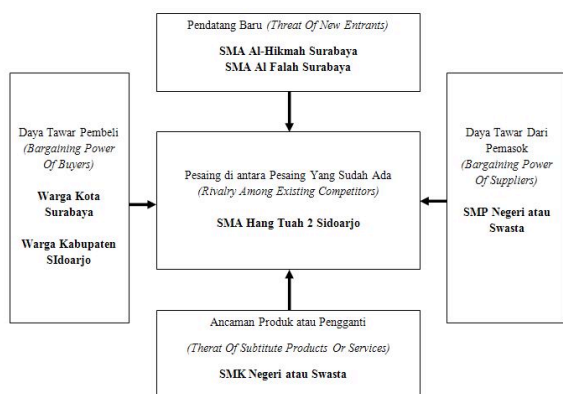 Pendatang Baru (Threat Of New Entrants)
SMA Al-Hikmah Surabaya
SMA Al Falah Surabaya
Daya Tawar Pembeli
(Bargaining Power
Of Buyers)
Warga Kota
Surabaya
Warga Kabupaten
SIdoarjo
Pesaing di antara Pesaing Yang Sudah Ada
(Rivalry Among Existing Competitors)
SMA Hang Tuah 2 Sidoarjo
Daya Tawar Dari
Pemasok
(Bargaining Power
Of Suppliers)
SMP Negeri atau
Swasta
Ancaman Produk atau Pengganti
(Therat Of Subtitute Products Or Services)
SMK Negeri atau Swasta